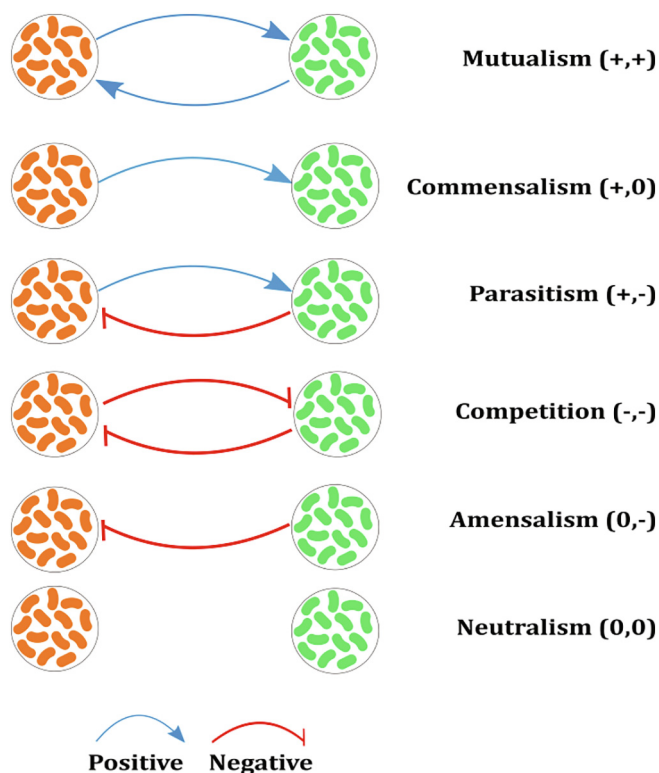 Mutualism (+,+)
Commensalism (+,0)
Parasitism (+,-)
Competition (-,-)
Amensalism (0,-)
Neutralism (0,0)
Positive Negative